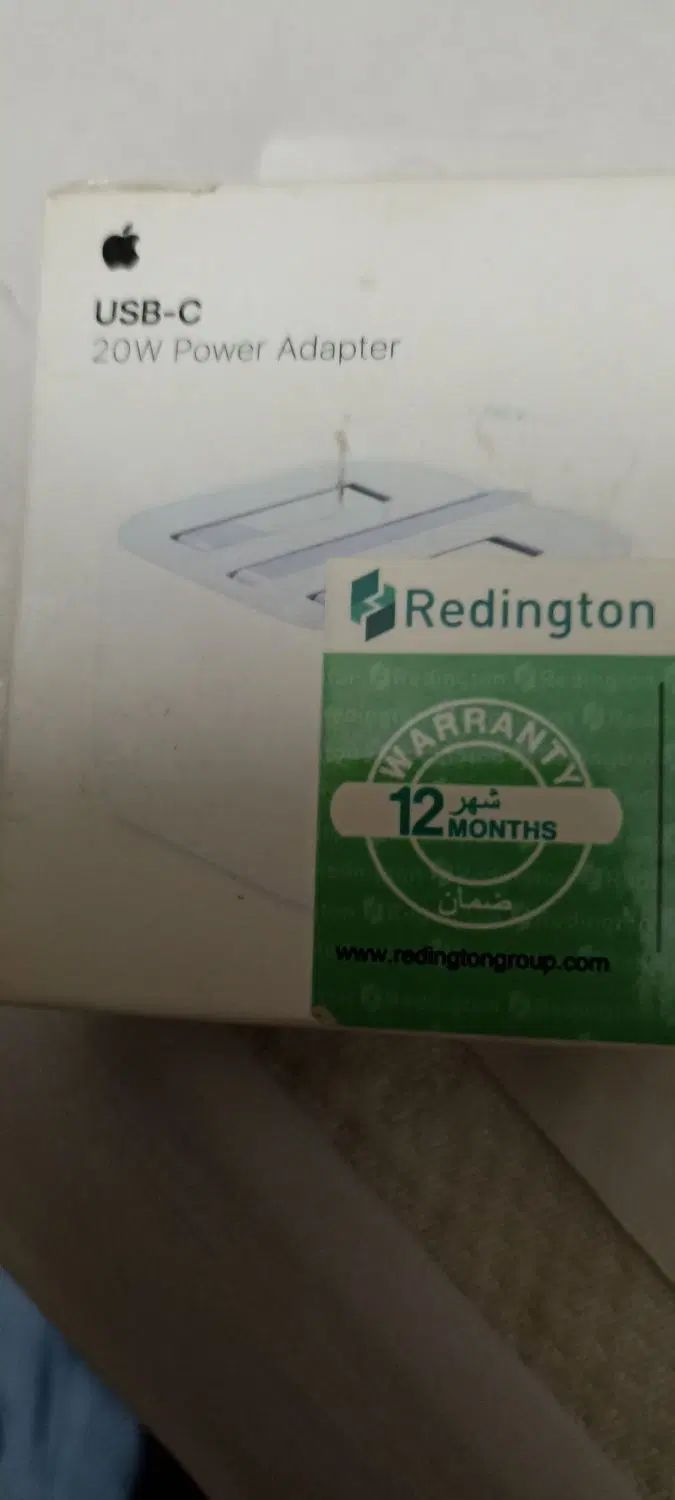 USB-C
20W Power Adapter
Redington
WARRANTY
12 شهر
MONTHS
ضمان
www.redingtongroup.com